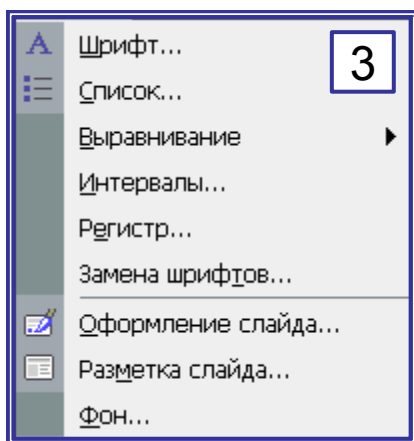 Шрифт...
3
Список...
Выравнивание
Интервалы...
Регистр...
Замена шрифтов...
Оформление слайда...
Разметка слайда...
Фон...